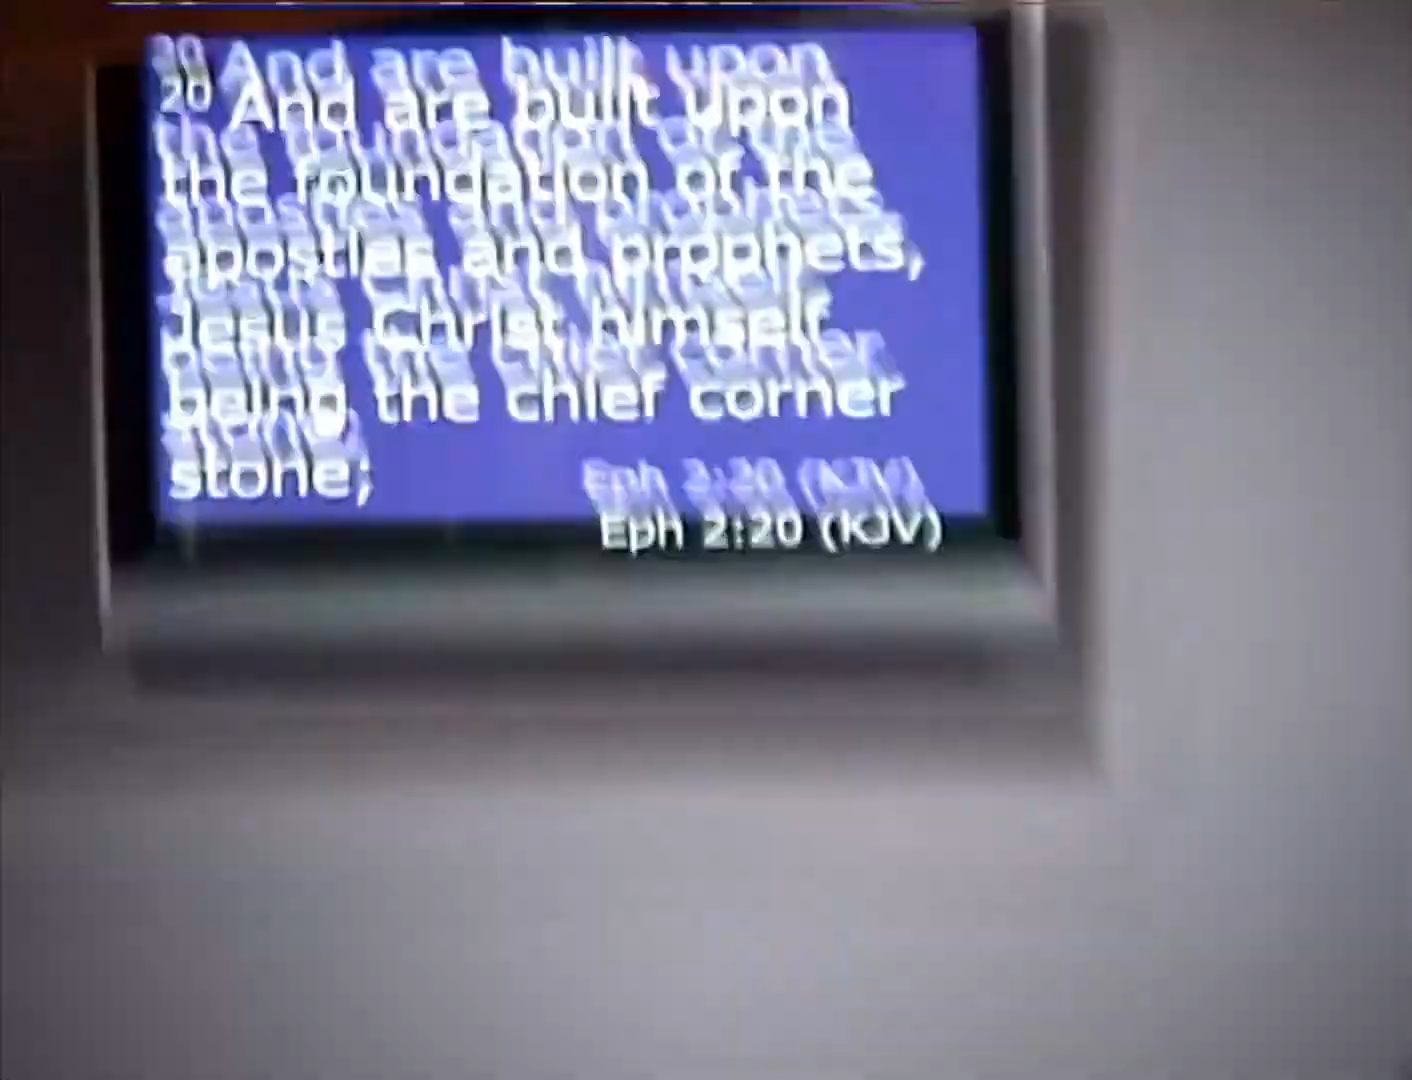 20 And are built upon
the foundation of the
apostles and prophets,
Jesus Christ himself
being the chief corner
stone;
Eph 2:20 (KJV)